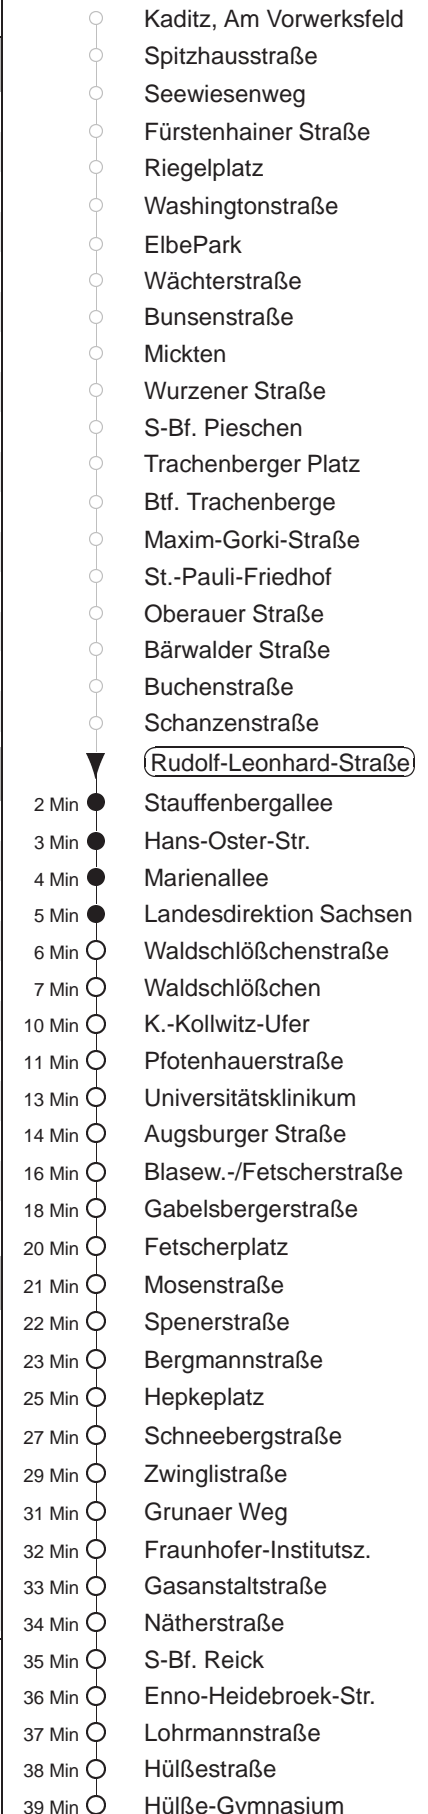 Kaditz, Am Vorwerksfeld
Spitzhausstraße
Seewiesenweg
Fürstenhainer Straße
Riegelplatz
Washingtonstraße
ElbePark
Wächterstraße
Bunsenstraße
Mickten
Wurzener Straße
S-Bf. Pieschen
Trachenberger Platz
Btf. Trachenberge
Maxim-Gorki-Straße
St.-Pauli-Friedhof
Oberauer Straße
Bärwalder Straße
Buchenstraße
Schanzenstraße
Rudolf-Leonhard-Straße
2 Min Stauffenbergallee
3 Min Hans-Oster-Str.
4 Min Marienallee
5 Min Landesdirektion Sachsen
6 Min Waldschlößchenstraße
7 Min Waldschlößchen
10 Min K.-Kollwitz-Ufer
11 Min Pfotenhauerstraße
13 Min Universitätsklinikum
14 Min Augsburger Straße
16 Min Blasew.-/Fetscherstraße
18 Min Gabelsbergerstraße
20 Min Fetscherplatz
21 Min Mosenstraße
22 Min Spenerstraße
23 Min Bergmannstraße
25 Min Hepkeplatz
27 Min Schneebergstraße
29 Min Zwinglistraße
31 Min Grunaer Weg
32 Min Fraunhofer-Institutsz.
33 Min Gasanstaltstraße
34 Min Nätherstraße
35 Min S-Bf. Reick
36 Min Enno-Heidebroek-Str.
37 Min Lohrmannstraße
38 Min Hülßestraße
39 Min Hülße-Gymnasium